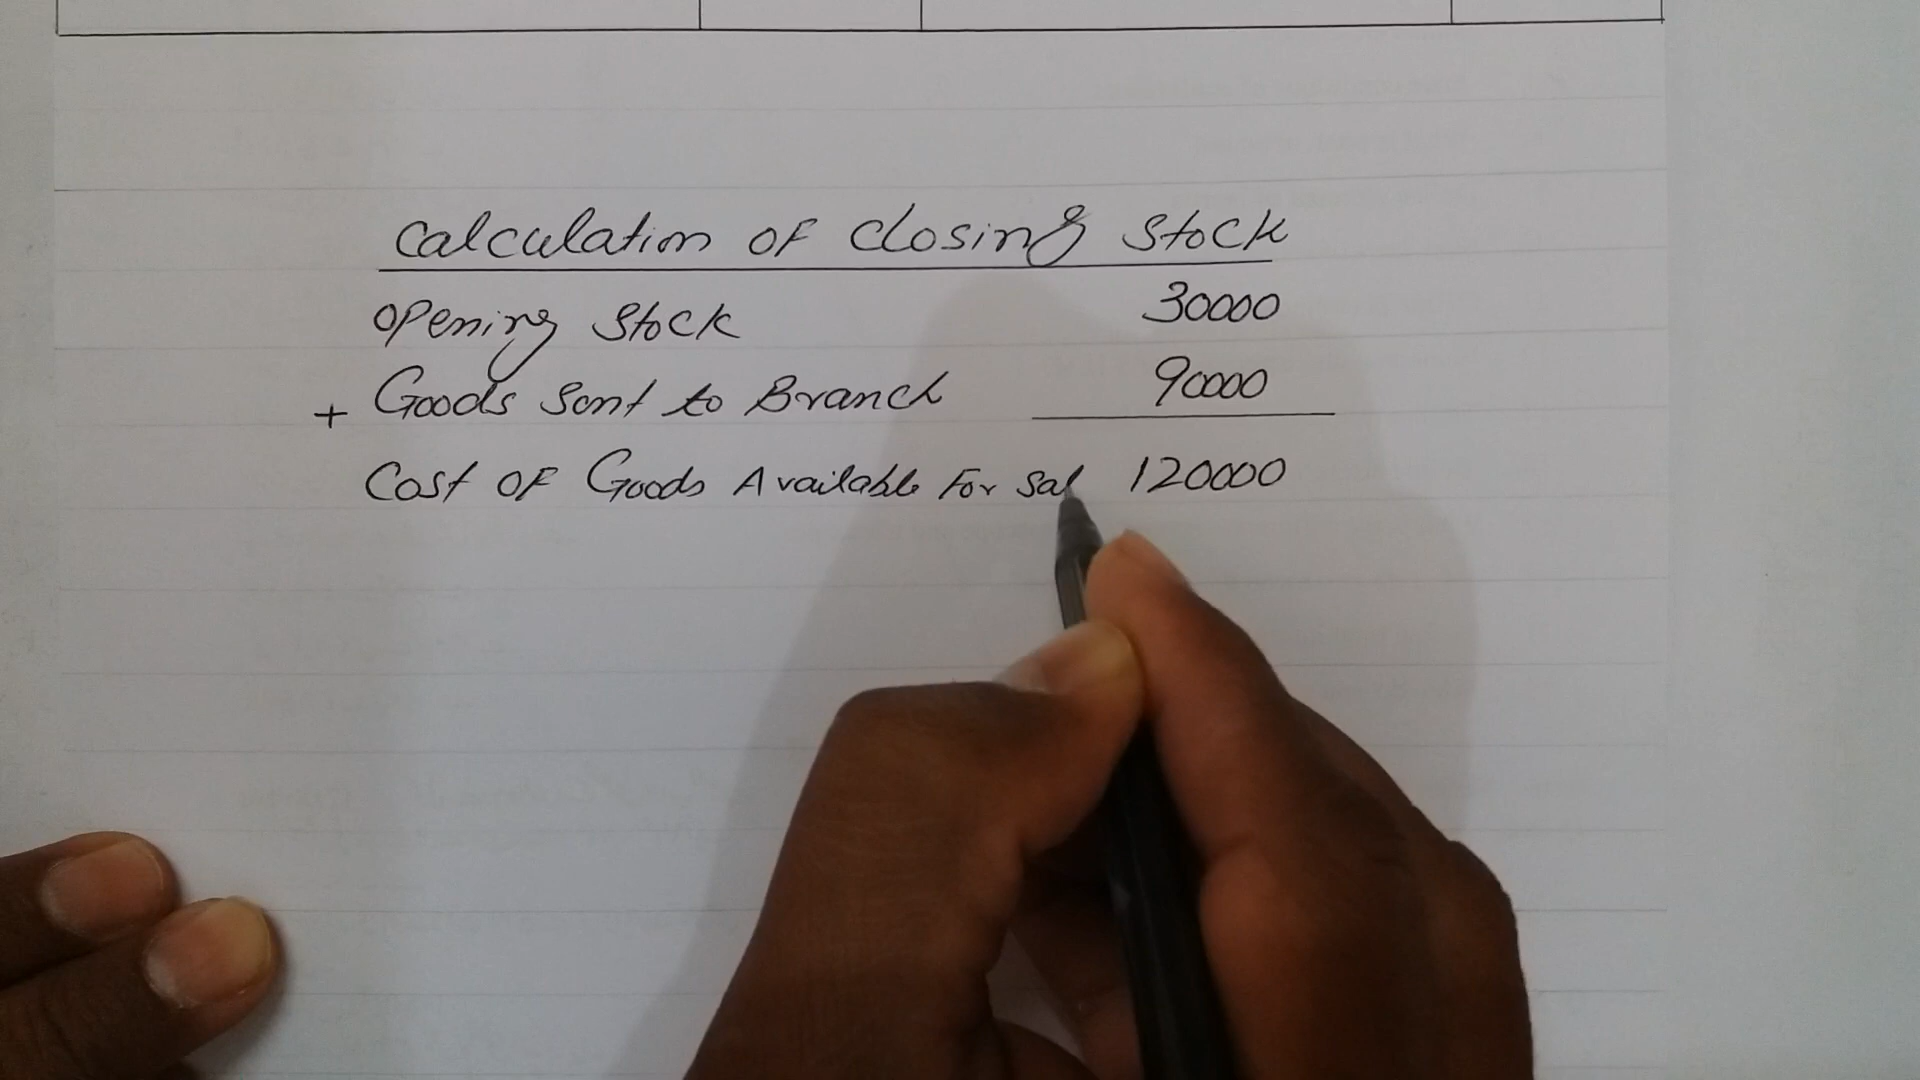 Calculation OF closing Stock
Opening Stock 30000
+ Goods Sent to Branch 90000
Cost OF Goods Available For Sal 120000